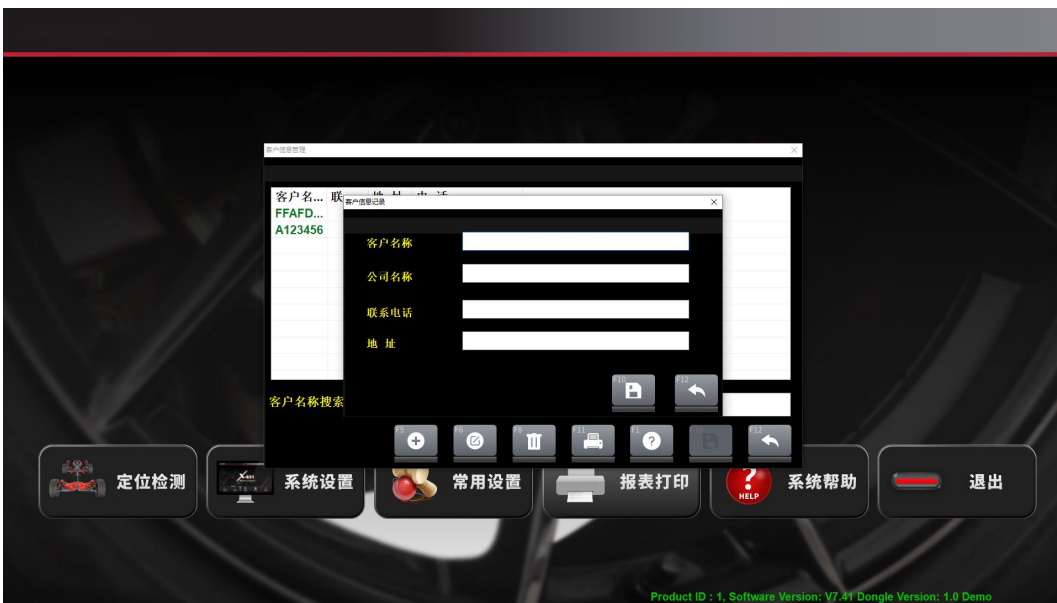 客户信息管理
客户名... 联
FFAFD...
A123456
客户信息记录
客户名称
公司名称
联系电话
地 址
F10 F12
客户名称搜索
F5 F6 F8 F11 F1 F12
定位检测 系统设置 常用设置 报表打印 HELP 系统帮助 退出
Product ID : 1, Software Version: V7.41 Dongle Version: 1.0 Demo